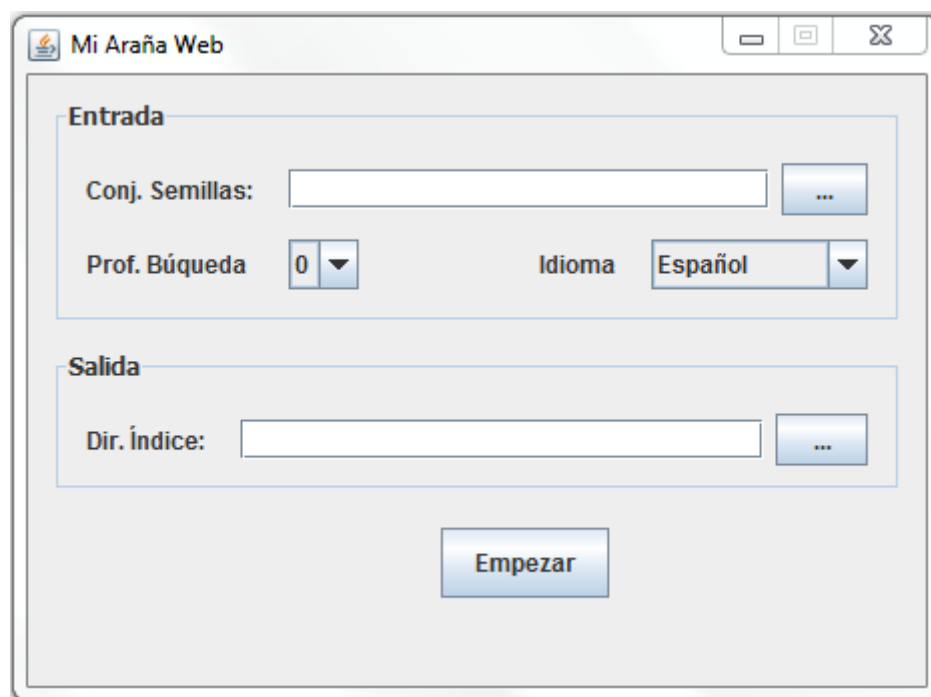 Mi Araña Web
Entrada
Conj. Semillas: ...
Prof. Búqueda 0 Idioma Español
Salida
Dir. Índice: ...
Empezar